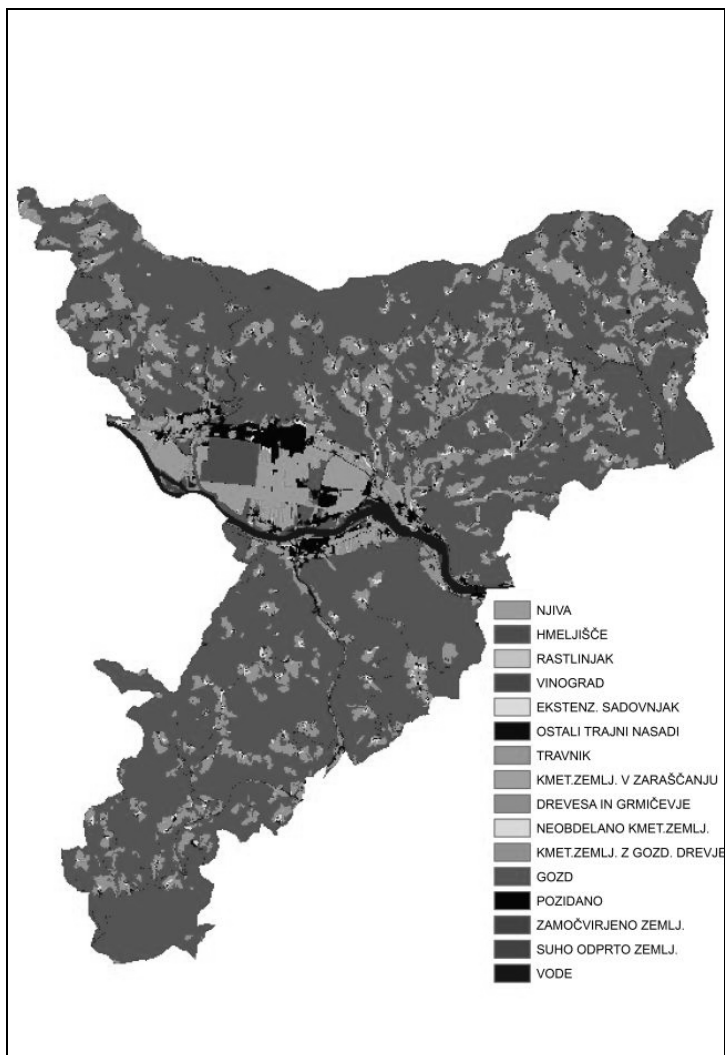 NJIVA
HMELJIŠČE
RASTLINJAK
VINOGRAD
EKSTENZ. SADOVNJAK
OSTALI TRAJNI NASADI
TRAVNIK
KMET.ZEMLJ. V ZARAŠČANJU
DREVESA IN GRMIČEVJE
NEOBDELANO KMET.ZEMLJ.
KMET.ZEMLJ. Z GOZD. DREVJE
GOZD
POZIDANO
ZAMOČVIRJENO ZEMLJ.
SUHO ODPRTO ZEMLJ.
VODE